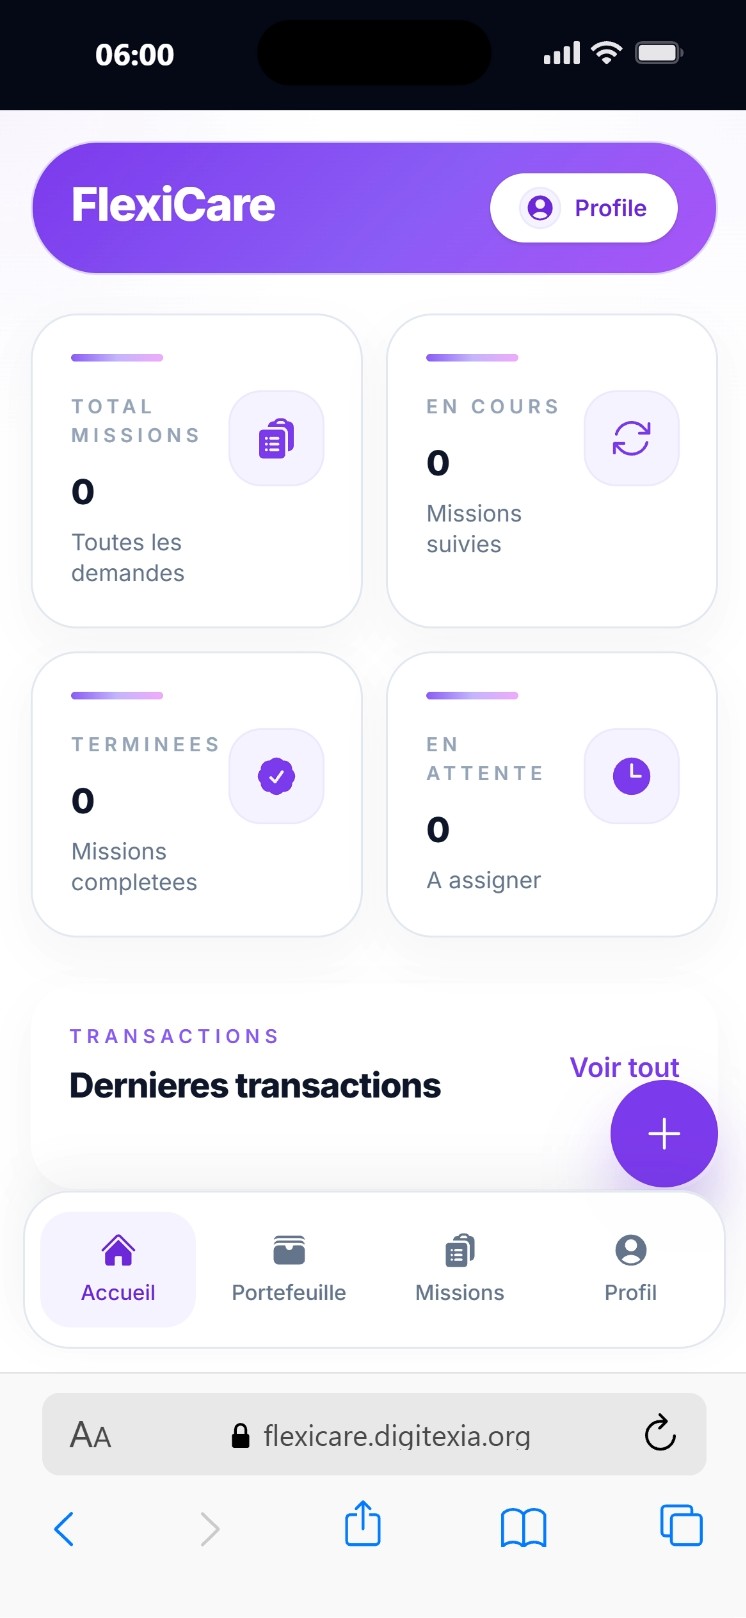 06:00
FlexiCare
Profile
TOTAL
MISSIONS
0
Toutes les
demandes
EN COURS
0
Missions
suivies
TERMINEES
0
Missions
completees
EN
ATTENTE
0
A assigner
TRANSACTIONS
Dernieres transactions
Voir tout
Accueil
Portefeuille
Missions
Profil
AA
flexicare.digitexia.org